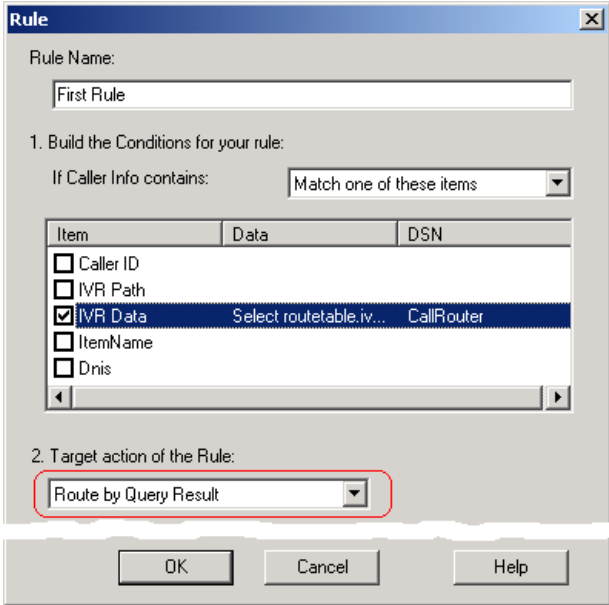 Rule
Rule Name:
First Rule
1. Build the Conditions for your rule:
If Caller Info contains: Match one of these items
Item Data DSN
Caller ID
IVR Path
IVR Data Select routetable.iv... CallRouter
ItemName
Dnis
2. Target action of the Rule:
Route by Query Result
OK Cancel Help